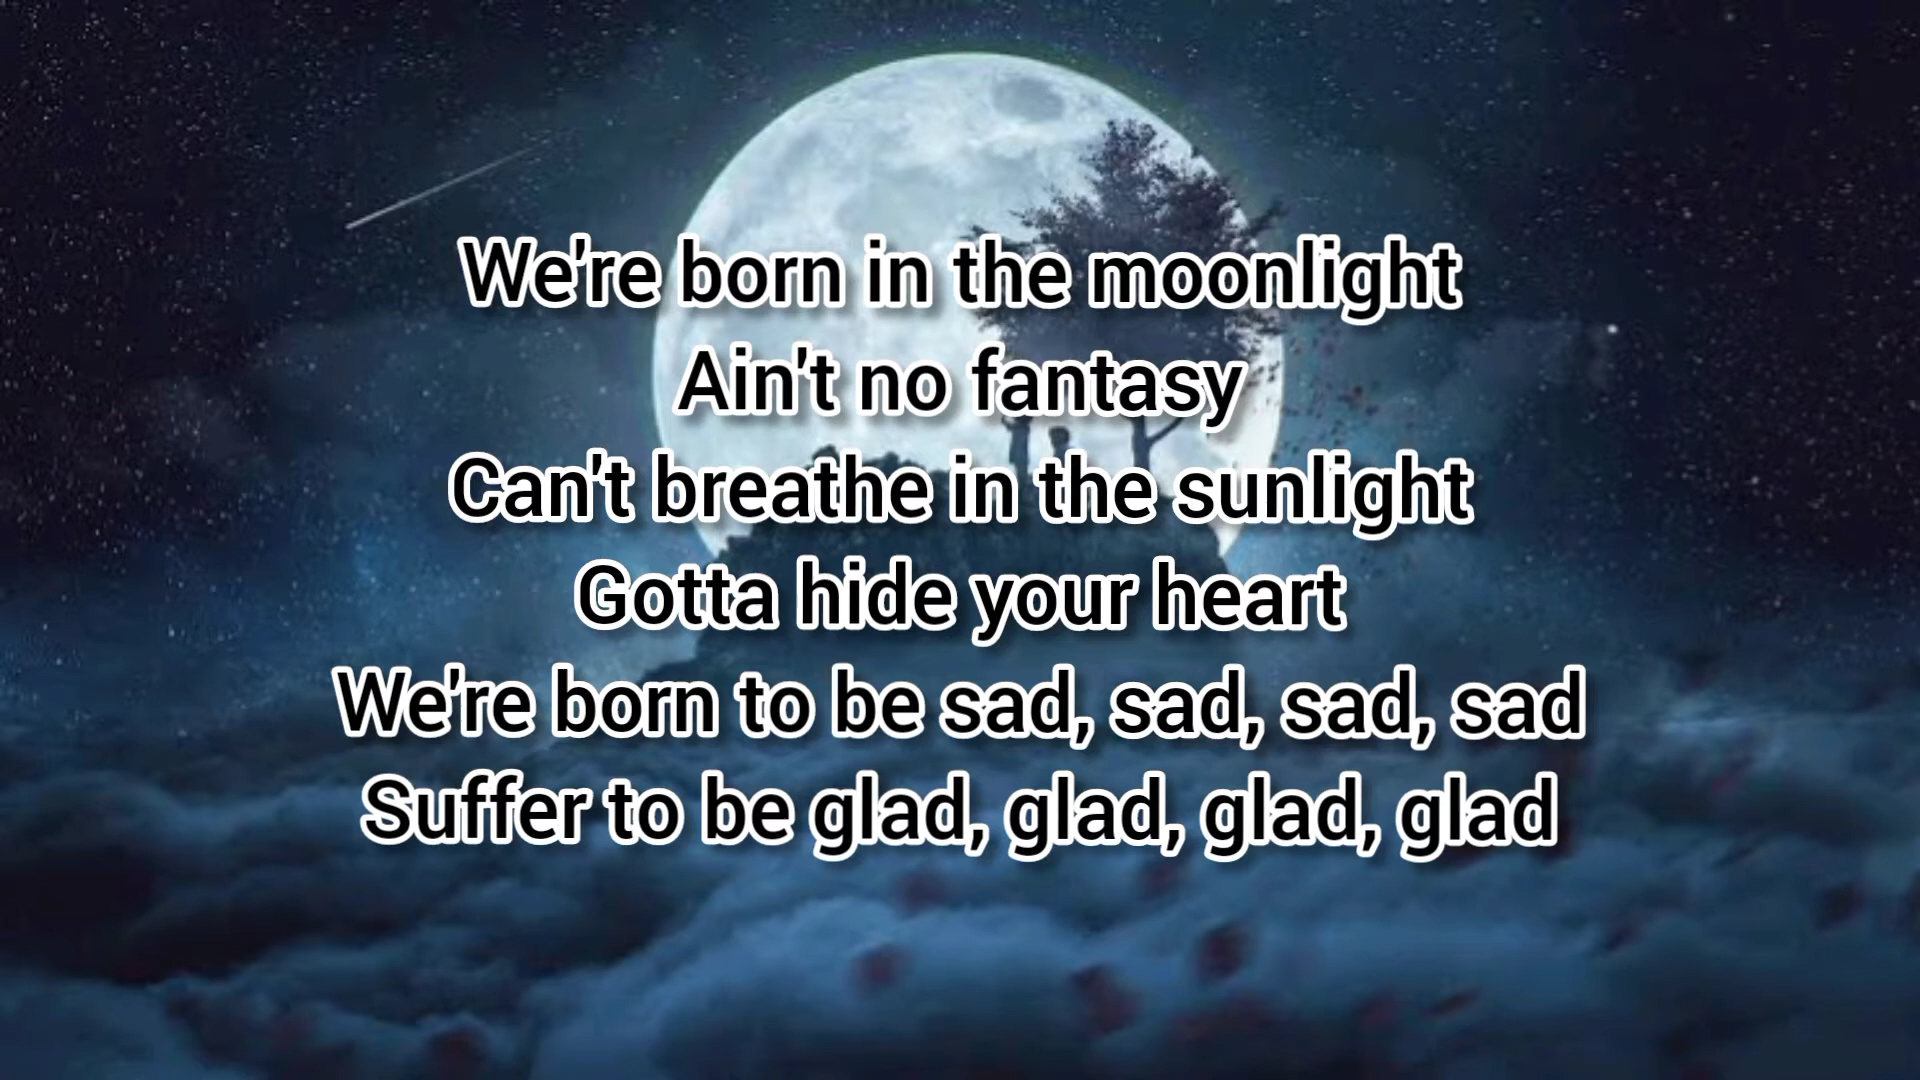 We're born in the moonlight
Ain't no fantasy
Can't breathe in the sunlight
Gotta hide your heart
We're born to be sad, sad, sad, sad
Suffer to be glad, glad, glad, glad